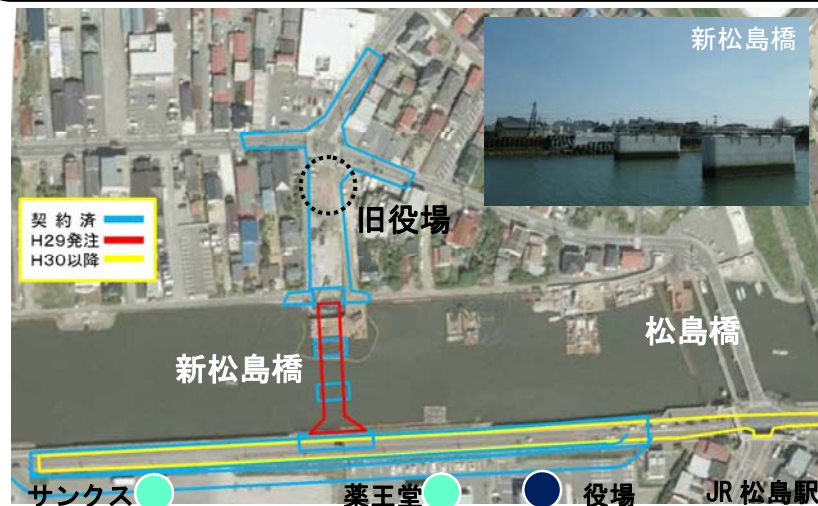 新松島橋
契約済
H29発注
H30以降
旧役場
新松島橋
松島橋
サンクス
薬王堂
役場
JR 松島駅